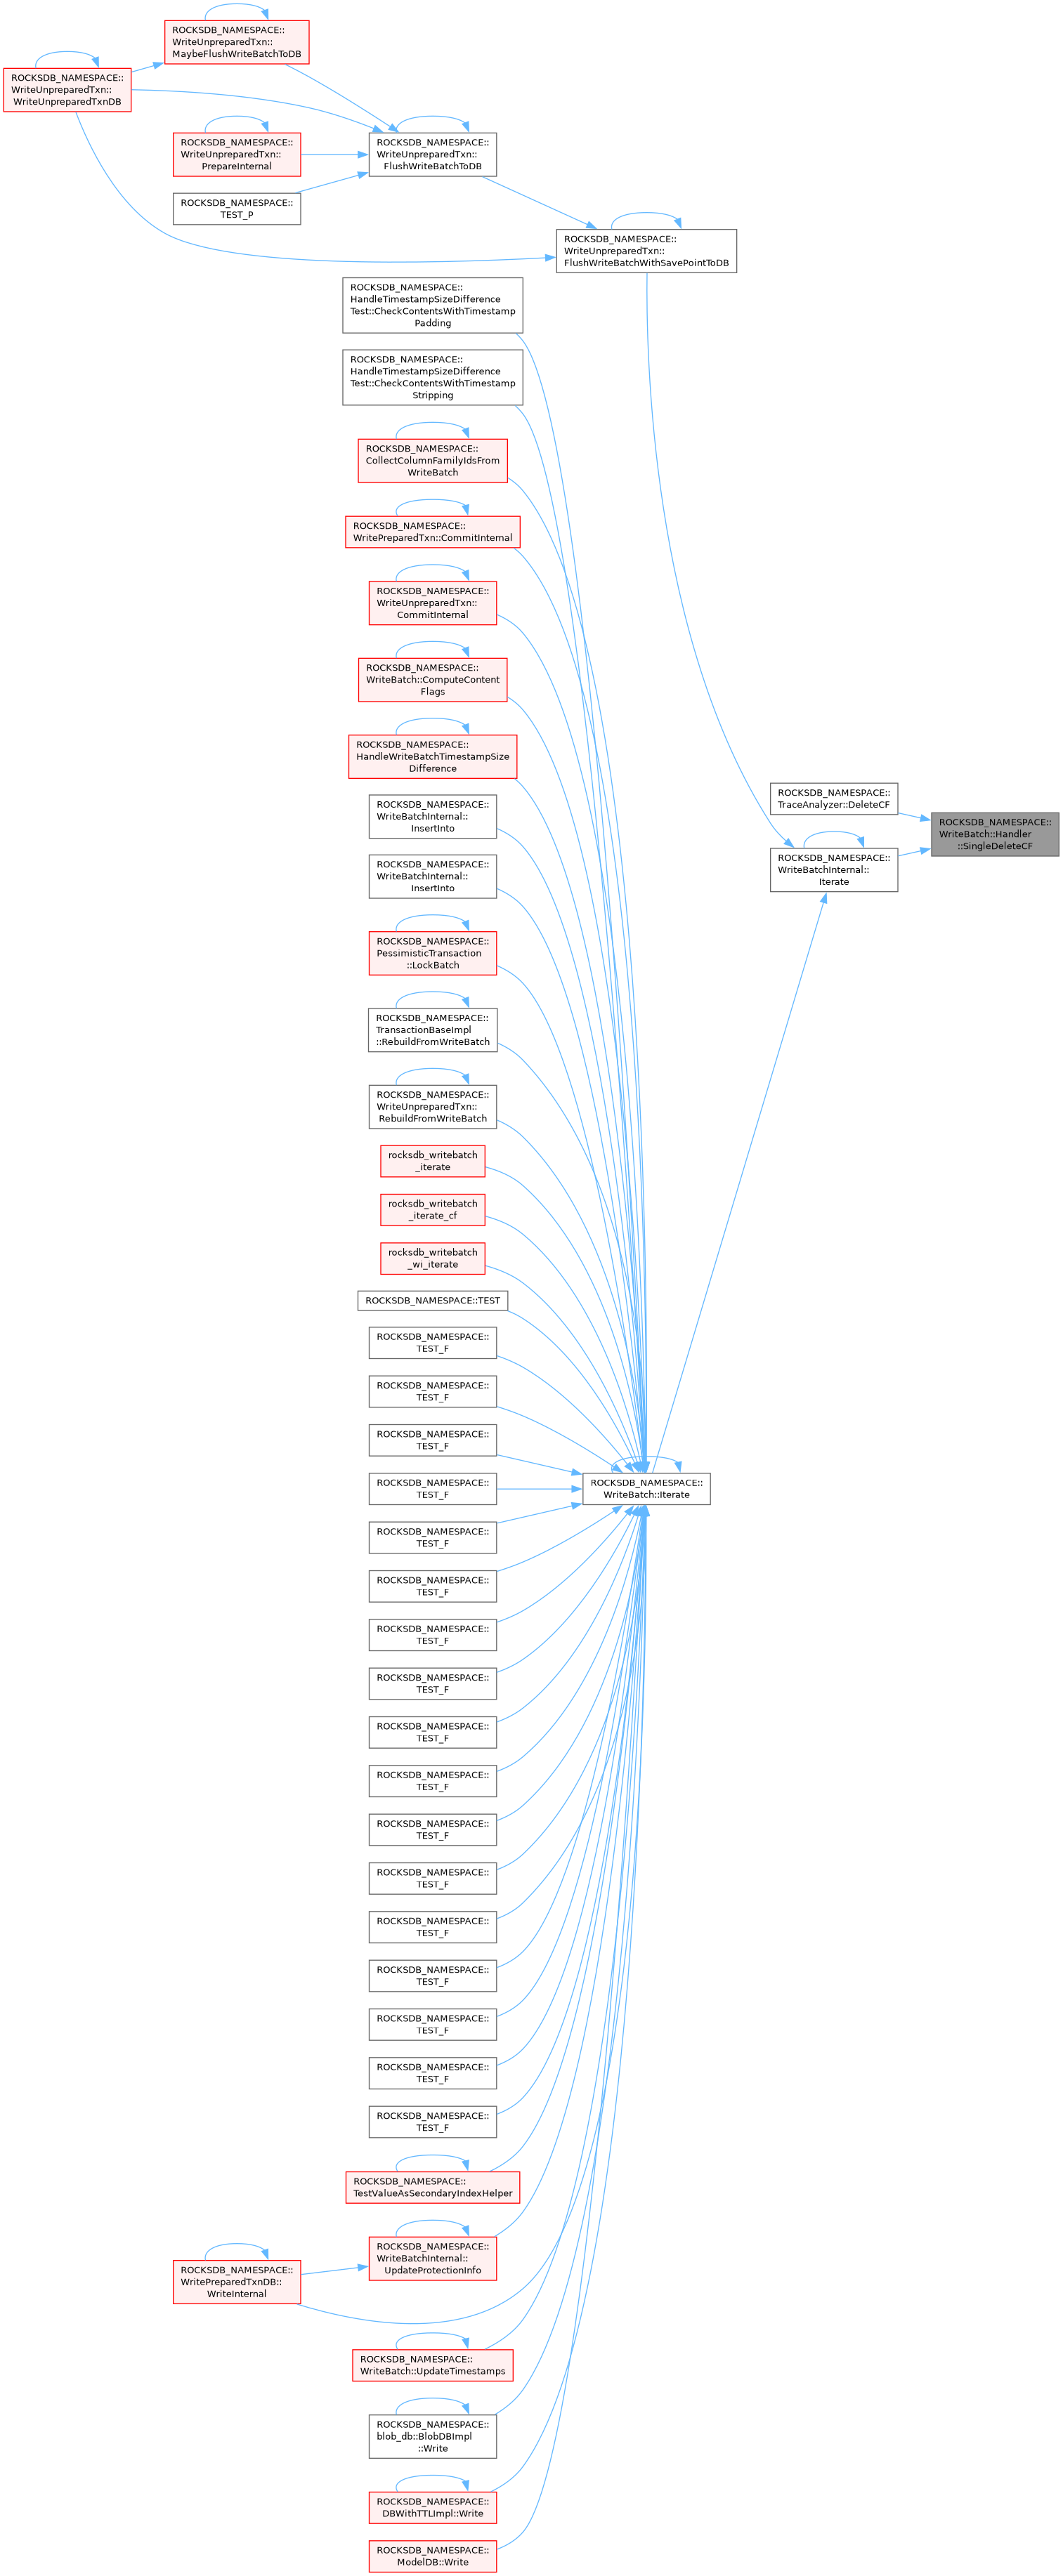 ROCKSDB_NAMESPACE::
WriteUnpreparedTxn::
MaybeFlushWriteBatchToDB
ROCKSDB_NAMESPACE::
WriteUnpreparedTxn::
WriteUnpreparedTxnDB
ROCKSDB_NAMESPACE::
WriteUnpreparedTxn::
PrepareInternal
ROCKSDB_NAMESPACE::
WriteUnpreparedTxn::
FlushWriteBatchToDB
ROCKSDB_NAMESPACE::
TEST_P
ROCKSDB_NAMESPACE::
WriteUnpreparedTxn::
FlushWriteBatchWithSavePointToDB
ROCKSDB_NAMESPACE::
HandleTimestampSizeDifference
Test::CheckContentsWithTimestamp
Padding
ROCKSDB_NAMESPACE::
HandleTimestampSizeDifference
Test::CheckContentsWithTimestamp
Stripping
ROCKSDB_NAMESPACE::
CollectColumnFamilyIdsFrom
WriteBatch
ROCKSDB_NAMESPACE::
WritePreparedTxn::CommitInternal
ROCKSDB_NAMESPACE::
WriteUnpreparedTxn::
CommitInternal
ROCKSDB_NAMESPACE::
WriteBatch::ComputeContent
Flags
ROCKSDB_NAMESPACE::
HandleWriteBatchTimestampSize
Difference
ROCKSDB_NAMESPACE::
TraceAnalyzer::DeleteCF
ROCKSDB_NAMESPACE::
WriteBatch::Handler
::SingleDeleteCF
ROCKSDB_NAMESPACE::
WriteBatchInternal::
InsertInto
ROCKSDB_NAMESPACE::
WriteBatchInternal::
Iterate
ROCKSDB_NAMESPACE::
WriteBatchInternal::
InsertInto
ROCKSDB_NAMESPACE::
PessimisticTransaction
::LockBatch
ROCKSDB_NAMESPACE::
TransactionBaseImpl
::RebuildFromWriteBatch
ROCKSDB_NAMESPACE::
WriteUnpreparedTxn::
RebuildFromWriteBatch
rocksdb_writebatch
_iterate
rocksdb_writebatch
_iterate_cf
rocksdb_writebatch
_wi_iterate
ROCKSDB_NAMESPACE::TEST
ROCKSDB_NAMESPACE::
TEST_F
ROCKSDB_NAMESPACE::
TEST_F
ROCKSDB_NAMESPACE::
TEST_F
ROCKSDB_NAMESPACE::
TEST_F
ROCKSDB_NAMESPACE::
WriteBatch::Iterate
ROCKSDB_NAMESPACE::
TEST_F
ROCKSDB_NAMESPACE::
TEST_F
ROCKSDB_NAMESPACE::
TEST_F
ROCKSDB_NAMESPACE::
TEST_F
ROCKSDB_NAMESPACE::
TEST_F
ROCKSDB_NAMESPACE::
TEST_F
ROCKSDB_NAMESPACE::
TEST_F
ROCKSDB_NAMESPACE::
TEST_F
ROCKSDB_NAMESPACE::
TEST_F
ROCKSDB_NAMESPACE::
TEST_F
ROCKSDB_NAMESPACE::
TEST_F
ROCKSDB_NAMESPACE::
TEST_F
ROCKSDB_NAMESPACE::
TEST_F
ROCKSDB_NAMESPACE::
TestValueAsSecondaryIndexHelper
ROCKSDB_NAMESPACE::
WriteBatchInternal::
UpdateProtectionInfo
ROCKSDB_NAMESPACE::
WritePreparedTxnDB::
WriteInternal
ROCKSDB_NAMESPACE::
WriteBatch::UpdateTimestamps
ROCKSDB_NAMESPACE::
blob_db::BlobDBImpl
::Write
ROCKSDB_NAMESPACE::
DBWithTTLImpl::Write
ROCKSDB_NAMESPACE::
ModelDB::Write